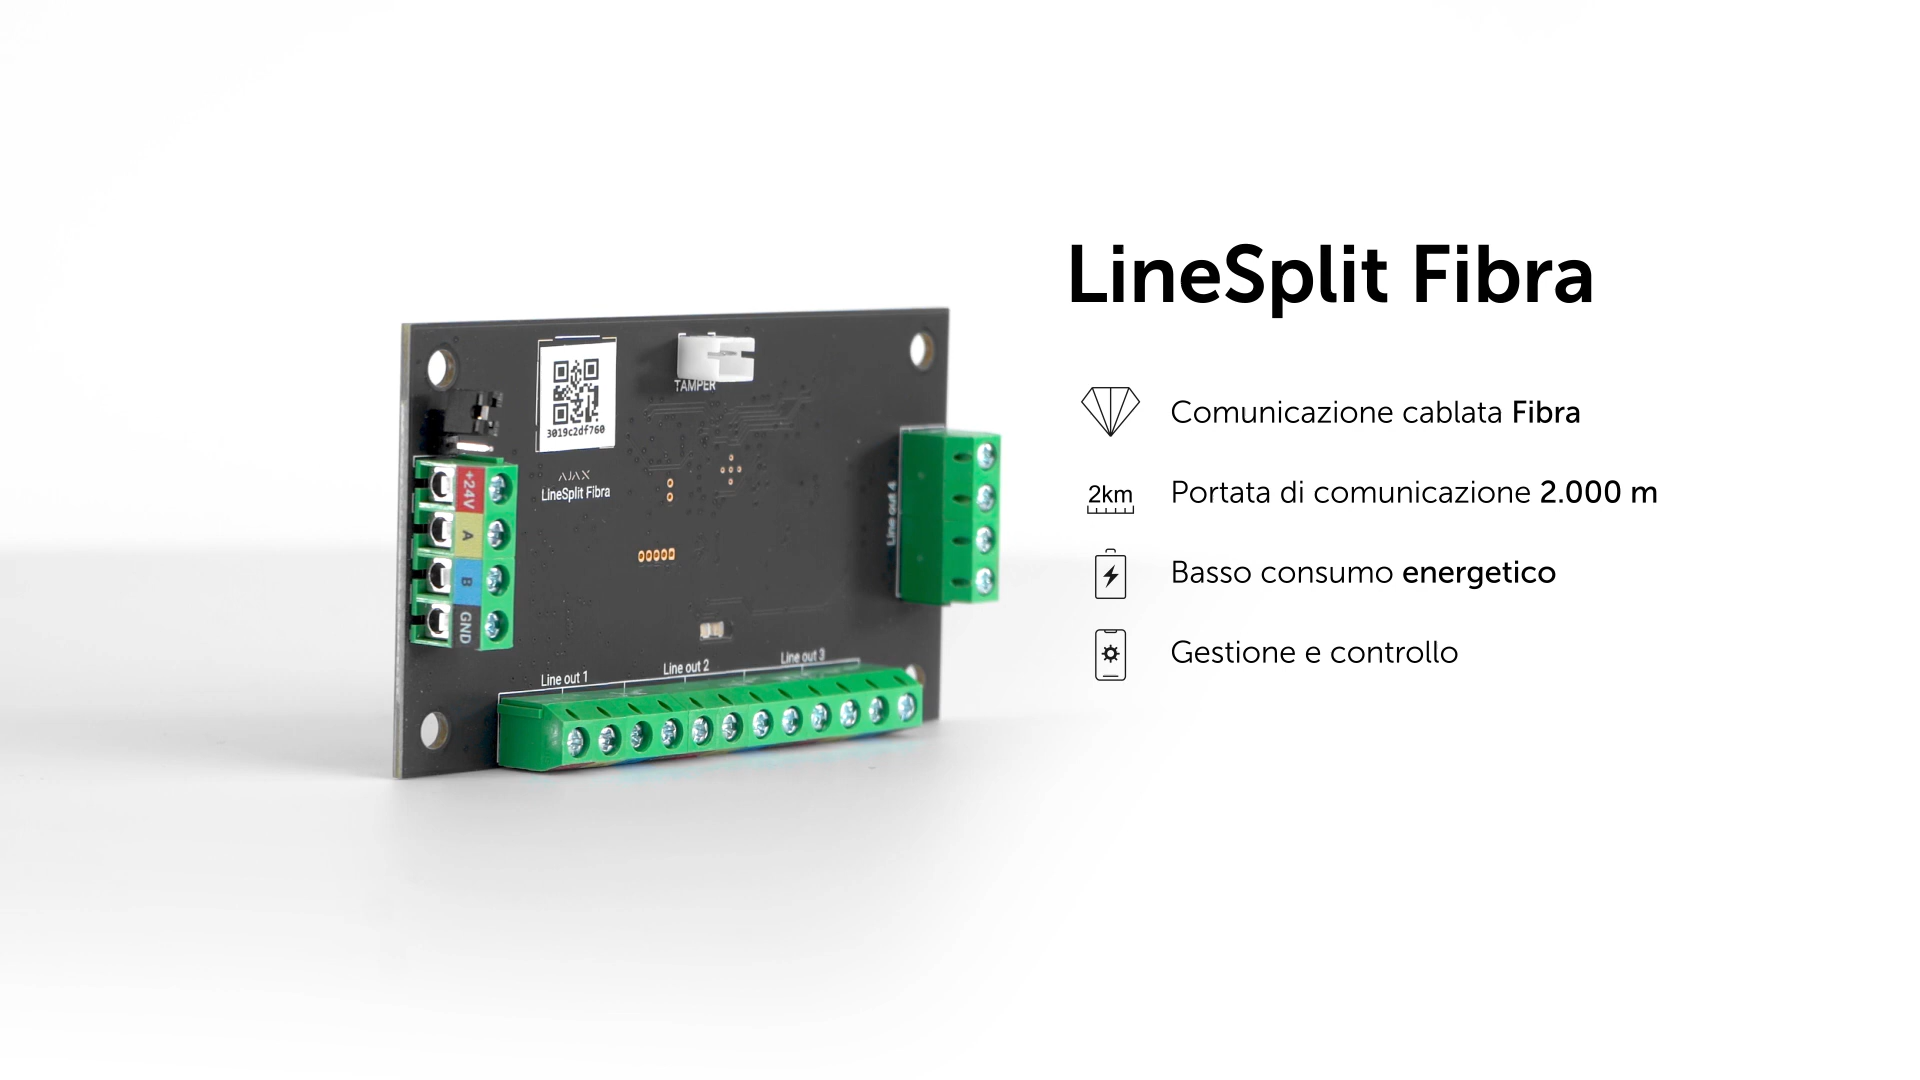 LineSplit Fibra
Comunicazione cablata Fibra
2km
Portata di comunicazione 2.000 m
Basso consumo energetico
Gestione e controllo
TAMPER
3019c2df760
AJAX
LineSplit Fibra
+24V
A
B
GND
Line out 4
Line out 1
Line out 2
Line out 3